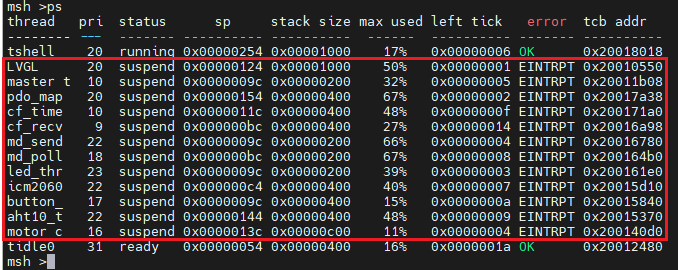 msh >ps
thread pri status sp stack size max used left tick error tcb addr
-------- --- ------- ---------- ---------- ------ ---------- ------- ----------
tshell 20 running 0x00000254 0x00001000 17% 0x00000006 OK 0x20018018
LVGL 20 suspend 0x00000124 0x00001000 50% 0x00000001 EINTRPT 0x20010550
master t 10 suspend 0x0000009c 0x00000200 32% 0x00000005 EINTRPT 0x20011b08
pdo_map 20 suspend 0x00000154 0x00000400 67% 0x00000002 EINTRPT 0x20017a38
cf_time 10 suspend 0x0000011c 0x00000400 48% 0x0000000f EINTRPT 0x200171a0
cf_recv 9 suspend 0x000000bc 0x00000400 27% 0x00000014 EINTRPT 0x20016a98
md_send 22 suspend 0x0000009c 0x00000200 66% 0x00000004 EINTRPT 0x20016780
md_poll 18 suspend 0x000000bc 0x00000200 67% 0x00000008 EINTRPT 0x200164b0
led_thr 23 suspend 0x0000009c 0x00000200 39% 0x00000003 EINTRPT 0x200161e0
icm2060 22 suspend 0x000000c4 0x00000400 40% 0x00000007 EINTRPT 0x20015d10
button_ 17 suspend 0x0000009c 0x00000400 15% 0x0000000a EINTRPT 0x20015840
aht10_t 22 suspend 0x00000144 0x00000400 48% 0x00000009 EINTRPT 0x20015370
motor c 16 suspend 0x0000013c 0x00000c00 11% 0x00000004 EINTRPT 0x200140d0
tidle0 31 ready 0x00000054 0x00000400 16% 0x0000001a OK 0x20012480
msh >